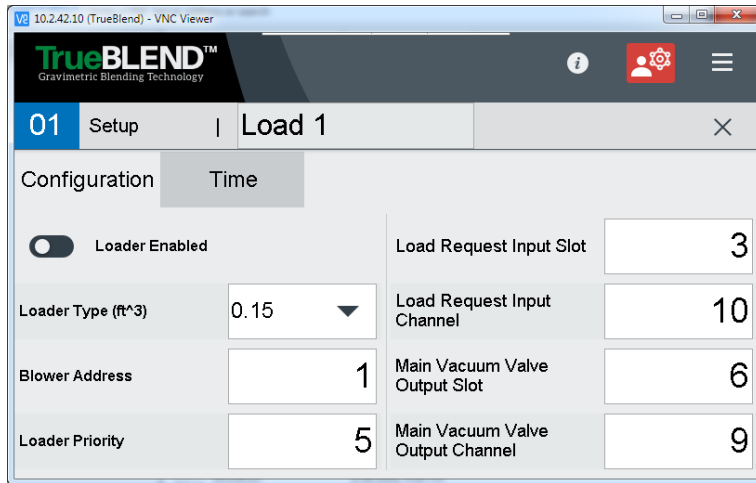 10.2.42.10 (TrueBlend) - VNC Viewer
TrueBLEND™
Gravimetric Blending Technology
01 Setup | Load 1
Configuration Time
Loader Enabled
Load Request Input Slot 3
Loader Type (ft^3) 0.15
Load Request Input
Channel 10
Blower Address 1
Main Vacuum Valve
Output Slot 6
Loader Priority 5
Main Vacuum Valve
Output Channel 9